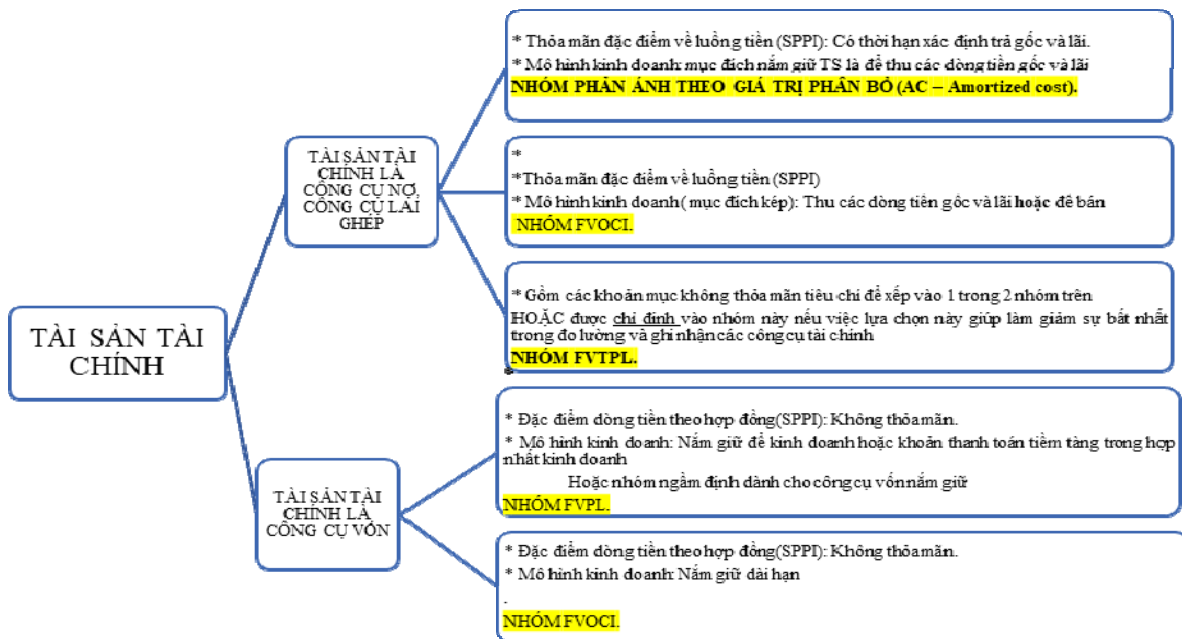 TÀI SẢN TÀI
CHÍNH
TÀI SẢN TÀI
CHÍNH LÀ
CÔNG CỤ NỢ,
CÔNG CỤ LAI
GHÉP
* Thỏa mãn đặc điểm về luồng tiền (SPPI): Có thời hạn xác định trả gốc và lãi.
* Mô hình kinh doanh: mục đích nắm giữ TS là để thu các dòng tiền gốc và lãi
NHÓM PHẢN ÁNH THEO GIÁ TRỊ PHÂN BỔ (AC – Amortized cost).
*
*Thỏa mãn đặc điểm về luồng tiền (SPPI)
* Mô hình kinh doanh( mục đích kép): Thu các dòng tiền gốc và lãi hoặc để bán
NHÓM FVOCI.
* Gồm các khoản mục không thỏa mãn tiêu chí để xếp vào 1 trong 2 nhóm trên
HOẶC được chỉ định vào nhóm này nếu việc lựa chọn này giúp làm giảm sự bất nhất
trong đo lường và ghi nhận các công cụ tài chính
NHÓM FVTPL.
*
TÀI SẢN TÀI
CHÍNH LÀ
CÔNG CỤ VỐN
* Đặc điểm dòng tiền theo hợp đồng(SPPI): Không thỏa mãn.
* Mô hình kinh doanh: Nắm giữ để kinh doanh hoặc khoản thanh toán tiềm tàng trong hợp
nhất kinh doanh
Hoặc nhóm ngầm định dành cho công cụ vốn nắm giữ
NHÓM FVPL.
* Đặc điểm dòng tiền theo hợp đồng(SPPI): Không thỏa mãn.
* Mô hình kinh doanh: Nắm giữ dài hạn
.
NHÓM FVOCI.